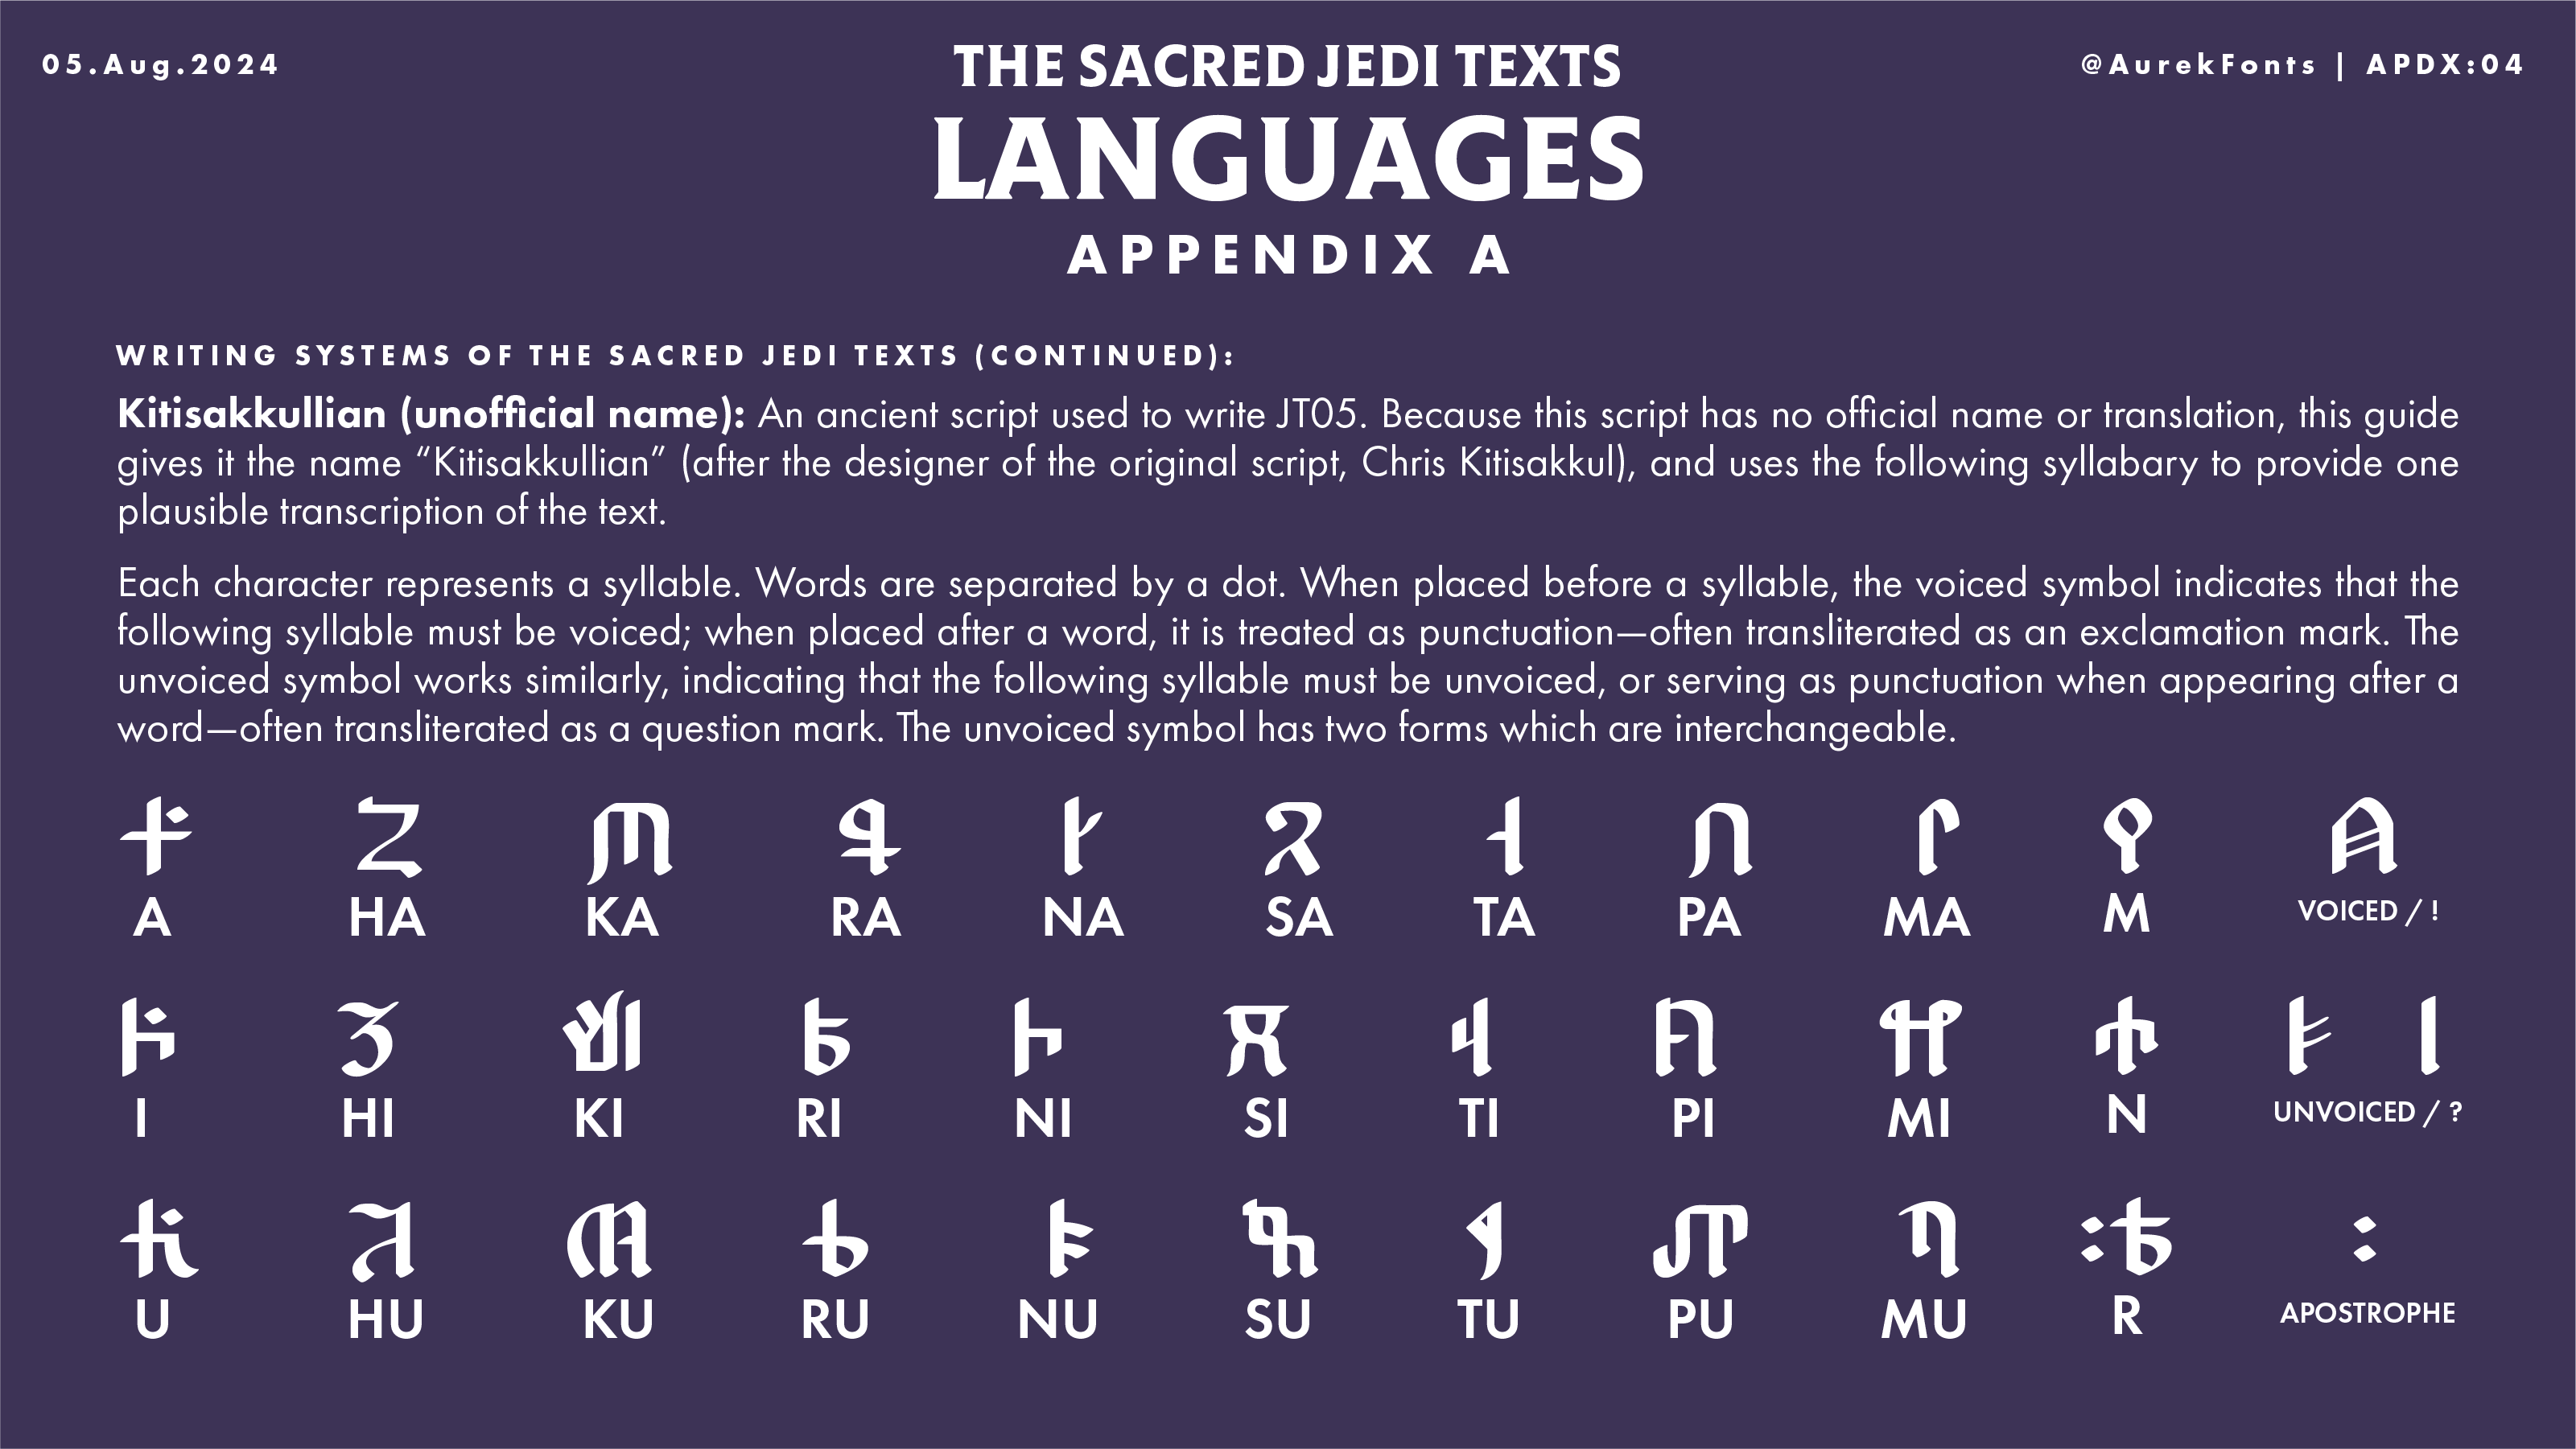 05.Aug.2024
THE SACRED JEDI TEXTS
@AurekFonts | APDX:04
LANGUAGES
APPENDIX A
WRITING SYSTEMS OF THE SACRED JEDI TEXTS (CONTINUED):
Kitisakkullian (unofficial name): An ancient script used to write JT05. Because this script has no official name or translation, this guide
gives it the name “Kitisakkullian” (after the designer of the original script, Chris Kitisakkul), and uses the following syllabary to provide one
plausible transcription of the text.
Each character represents a syllable. Words are separated by a dot. When placed before a syllable, the voiced symbol indicates that the
following syllable must be voiced; when placed after a word, it is treated as punctuation—often transliterated as an exclamation mark. The
unvoiced symbol works similarly, indicating that the following syllable must be unvoiced, or serving as punctuation when appearing after a
word—often transliterated as a question mark. The unvoiced symbol has two forms which are interchangeable.
A HA KA RA NA SA TA PA MA M VOICED / !
I HI KI RI NI SI TI PI MI N UNVOICED / ?
U HU KU RU NU SU TU PU MU R APOSTROPHE